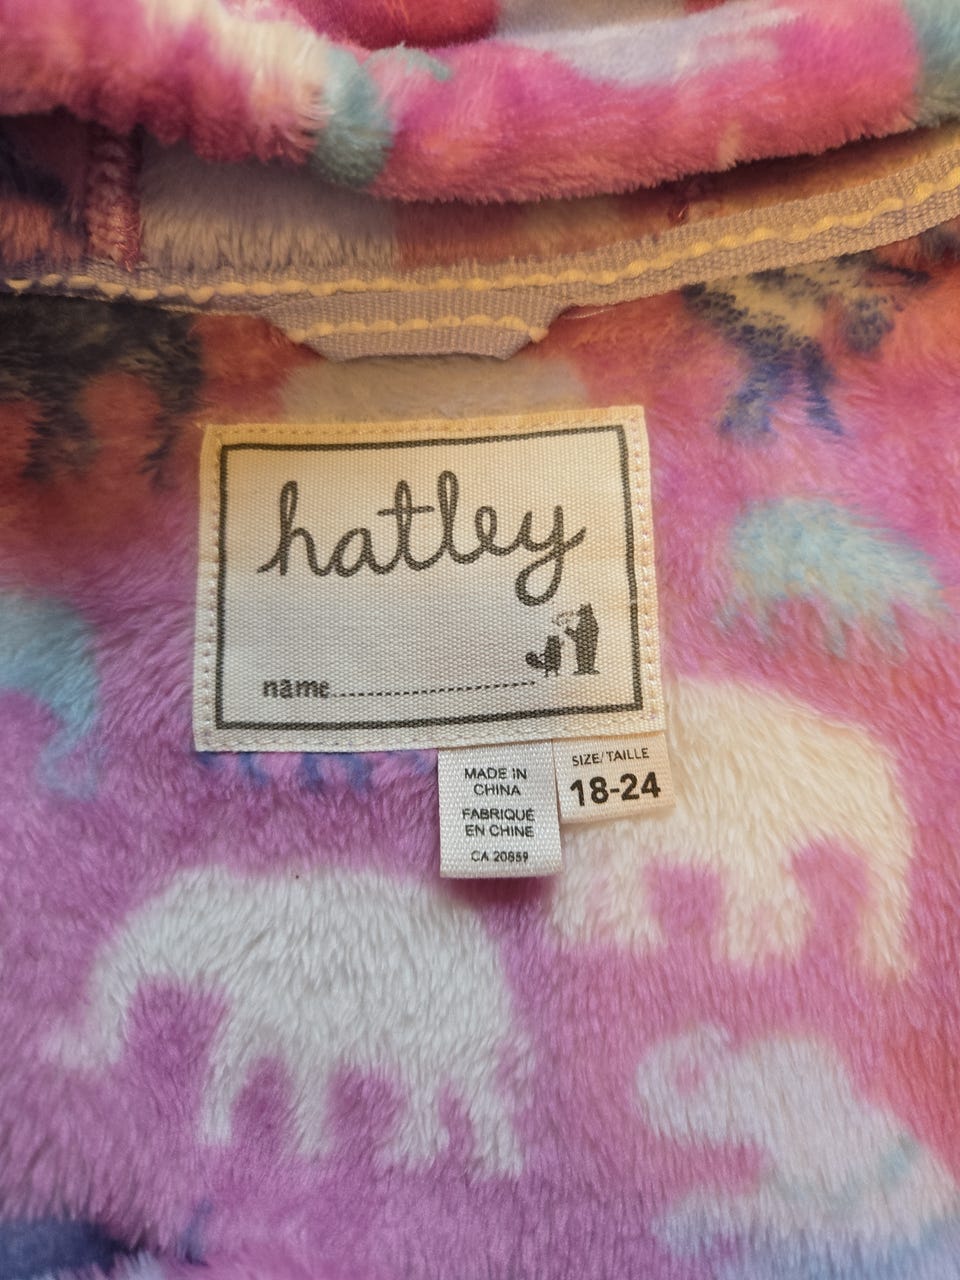 hatley
name......................................
MADE IN
CHINA
FABRIQUÉ
EN CHINE
CA 20859
SIZE/TAILLE
18-24